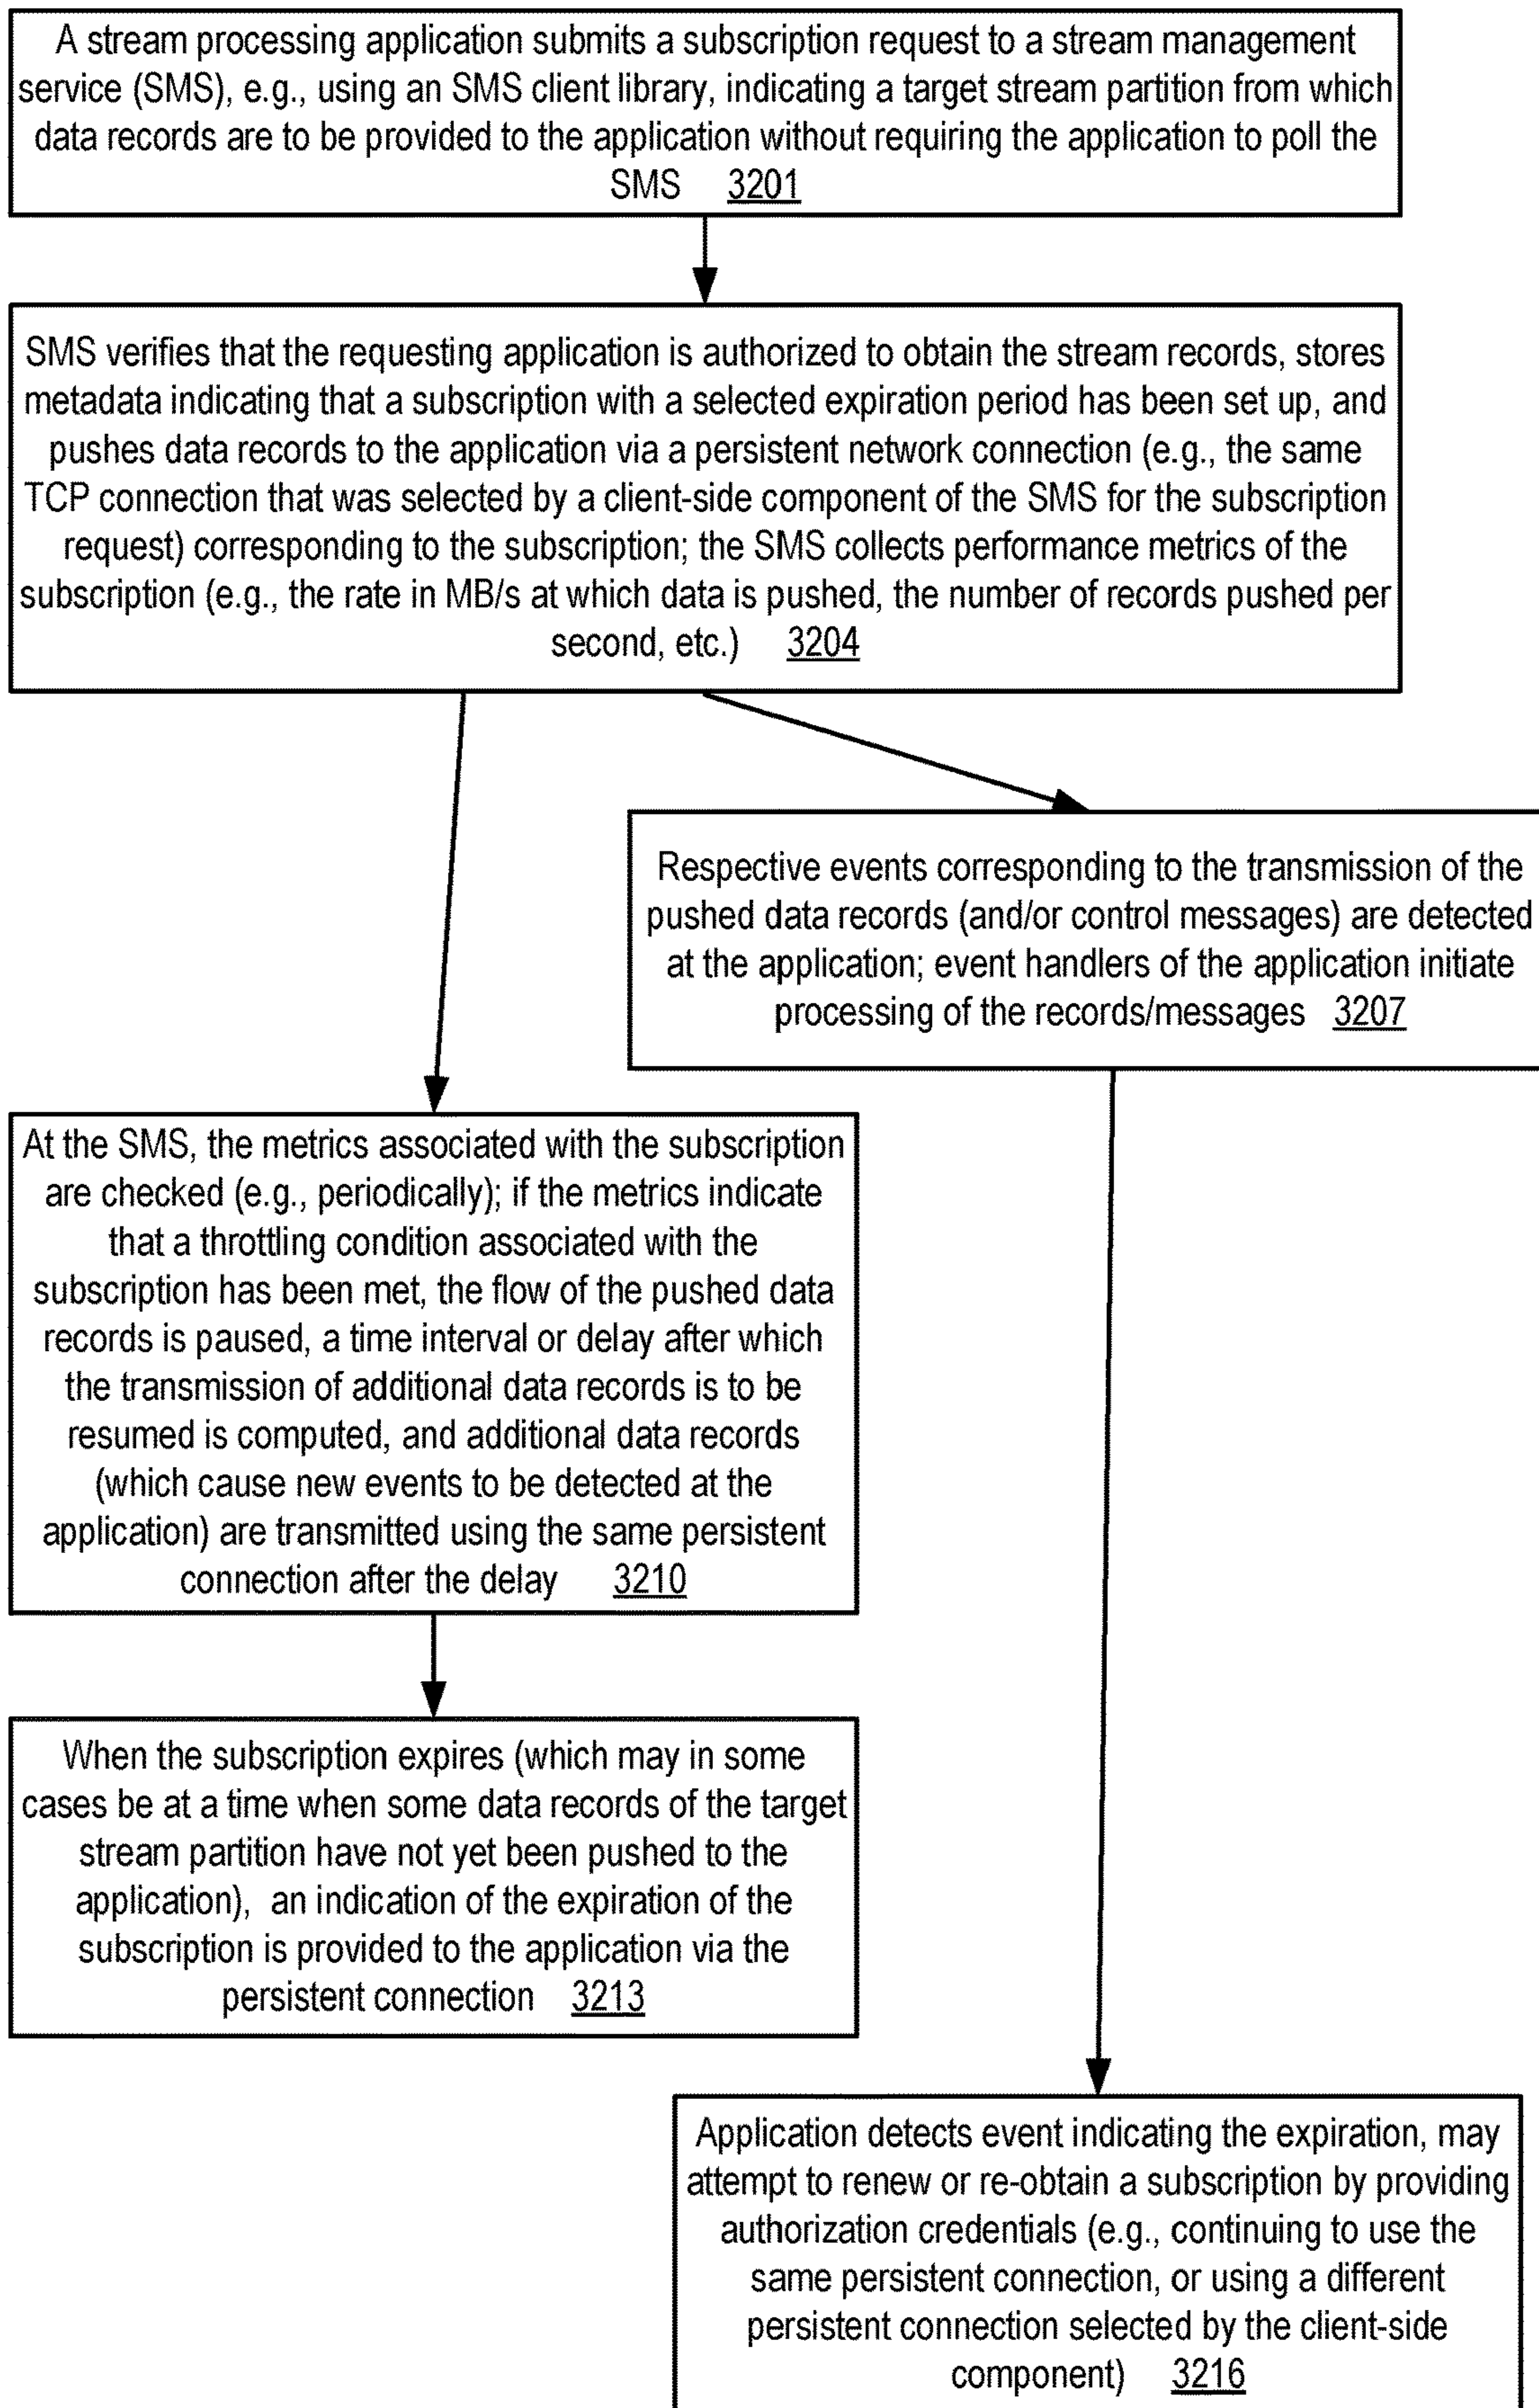 A stream processing application submits a subscription request to a stream management
service (SMS), e.g., using an SMS client library, indicating a target stream partition from which
data records are to be provided to the application without requiring the application to poll the
SMS 3201
SMS verifies that the requesting application is authorized to obtain the stream records, stores
metadata indicating that a subscription with a selected expiration period has been set up, and
pushes data records to the application via a persistent network connection (e.g., the same
TCP connection that was selected by a client-side component of the SMS for the subscription
request) corresponding to the subscription; the SMS collects performance metrics of the
subscription (e.g., the rate in MB/s at which data is pushed, the number of records pushed per
second, etc.) 3204
Respective events corresponding to the transmission of the
pushed data records (and/or control messages) are detected
at the application; event handlers of the application initiate
processing of the records/messages 3207
At the SMS, the metrics associated with the subscription
are checked (e.g., periodically); if the metrics indicate
that a throttling condition associated with the
subscription has been met, the flow of the pushed data
records is paused, a time interval or delay after which
the transmission of additional data records is to be
resumed is computed, and additional data records
(which cause new events to be detected at the
application) are transmitted using the same persistent
connection after the delay 3210
When the subscription expires (which may in some
cases be at a time when some data records of the target
stream partition have not yet been pushed to the
application), an indication of the expiration of the
subscription is provided to the application via the
persistent connection 3213
Application detects event indicating the expiration, may
attempt to renew or re-obtain a subscription by providing
authorization credentials (e.g., continuing to use the
same persistent connection, or using a different
persistent connection selected by the client-side
component) 3216